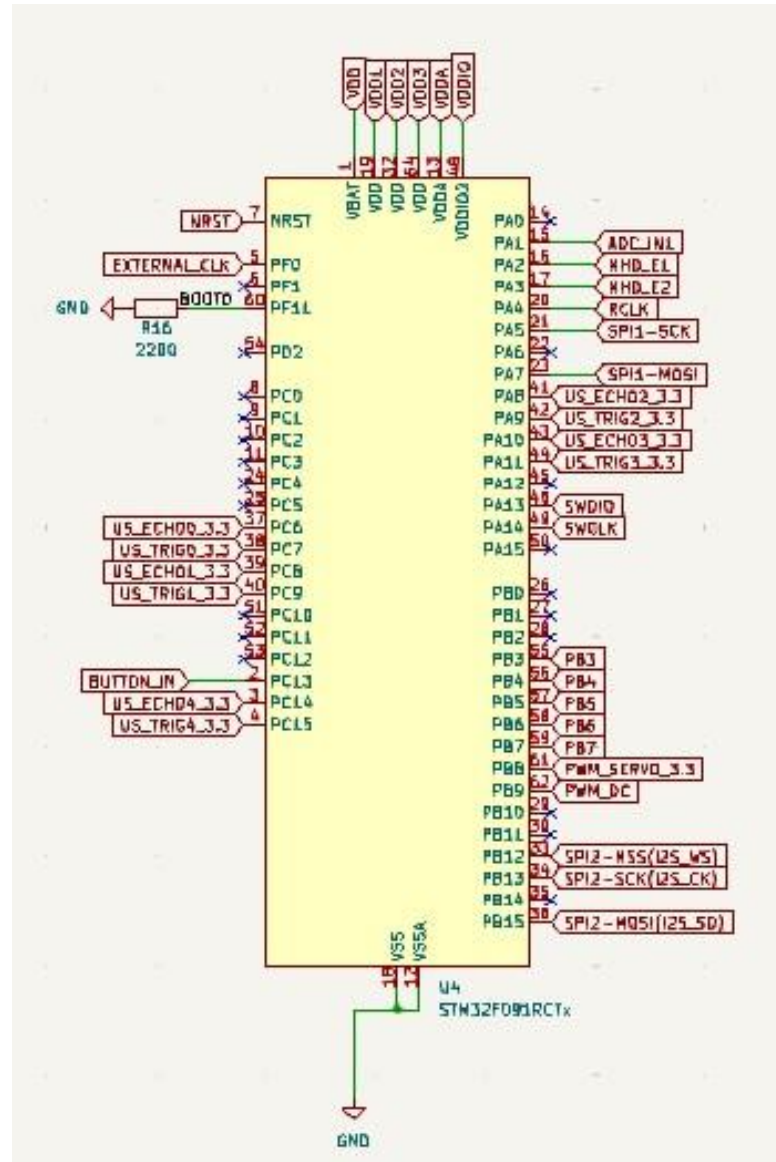 VDD VDD1 VDD2 VDD3 VDDA VDDIO
1 19 32 64 13 48
VBAT VDD VDD VDD VDDA VDDIO2
NRST 7 NRST
EXTERNAL_CLK 5 PF0
6 PF1
GND BOOT0 60 PF11
R16
220Ω
54 PD2
8 PC0
9 PC1
10 PC2
11 PC3
24 PC4
25 PC5
US_ECHO0_3.3 37 PC6
US_TRIG0_3.3 38 PC7
US_ECHO1_3.3 39 PC8
US_TRIG1_3.3 40 PC9
51 PC10
52 PC11
53 PC12
BUTTON_IN 2 PC13
US_ECHO4_3.3 3 PC14
US_TRIG4_3.3 4 PC15
PA0 14
PA1 15 ADC_IN1
PA2 16
PA3 17
PA4 20 RCLK
PA5 21 SPI1-SCK
PA6 22
PA7 23 SPI1-MOSI
PA8 41 US_ECHO2_3.3
PA9 42 US_TRIG2_3.3
PA10 43 US_ECHO3_3.3
PA11 44 US_TRIG3_3.3
PA12 45
PA13 46 SWDIO
PA14 49 SWCLK
PA15 50
PB0 26
PB1 27
PB2 28
PB3 55 PB3
PB4 56 PB4
PB5 57 PB5
PB6 58 PB6
PB7 59 PB7
PB8 61 PWM_SERVO_3.3
PB9 62 PWM_DC
PB10 29
PB11 30
PB12 33 SPI2-NSS(I2S_WS)
PB13 34 SPI2-SCK(I2S_CK)
PB14 35
PB15 36 SPI2-MOSI(I2S_SD)
VSS VSSA
18 12
U4
STM32F091RCTx
GND